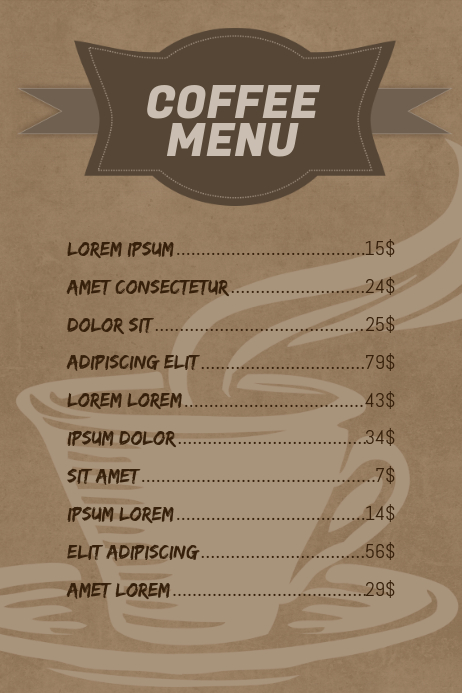 COFFEE
MENU
LOREM IPSUM......................................15$
AMET CONSECTETUR...........................24$
DOLOR SIT..........................................25$
ADIPISCING ELIT.................................79$
LOREM LOREM.....................................43$
IPSUM DOLOR......................................34$
SIT AMET...............................................7$
IPSUM LOREM......................................14$
ELIT ADIPISCING.................................56$
AMET LOREM.......................................29$